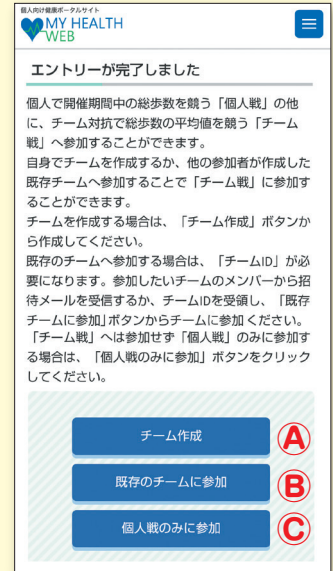 個人向け健康ポータルサイト
MY HEALTH
WEB
エントリーが完了しました
個人で開催期間中の総歩数を競う「個人戦」の他
に、チーム対抗で総歩数の平均値を競う「チーム
戦」へ参加することができます。
自身でチームを作成するか、他の参加者が作成した
既存チームへ参加することで「チーム戦」に参加す
ることができます。
チームを作成する場合は、「チーム作成」ボタンか
ら作成してください。
既存のチームへ参加する場合は、「チームID」が必
要になります。参加したいチームのメンバーから招
待メールを受信するか、チームIDを受領し、「既存
チームに参加」ボタンからチームに参加ください。
「チーム戦」へは参加せず「個人戦」のみに参加す
る場合は、「個人戦のみに参加」ボタンをクリック
してください。
チーム作成 Ⓐ
既存のチームに参加 Ⓑ
個人戦のみに参加 Ⓒ